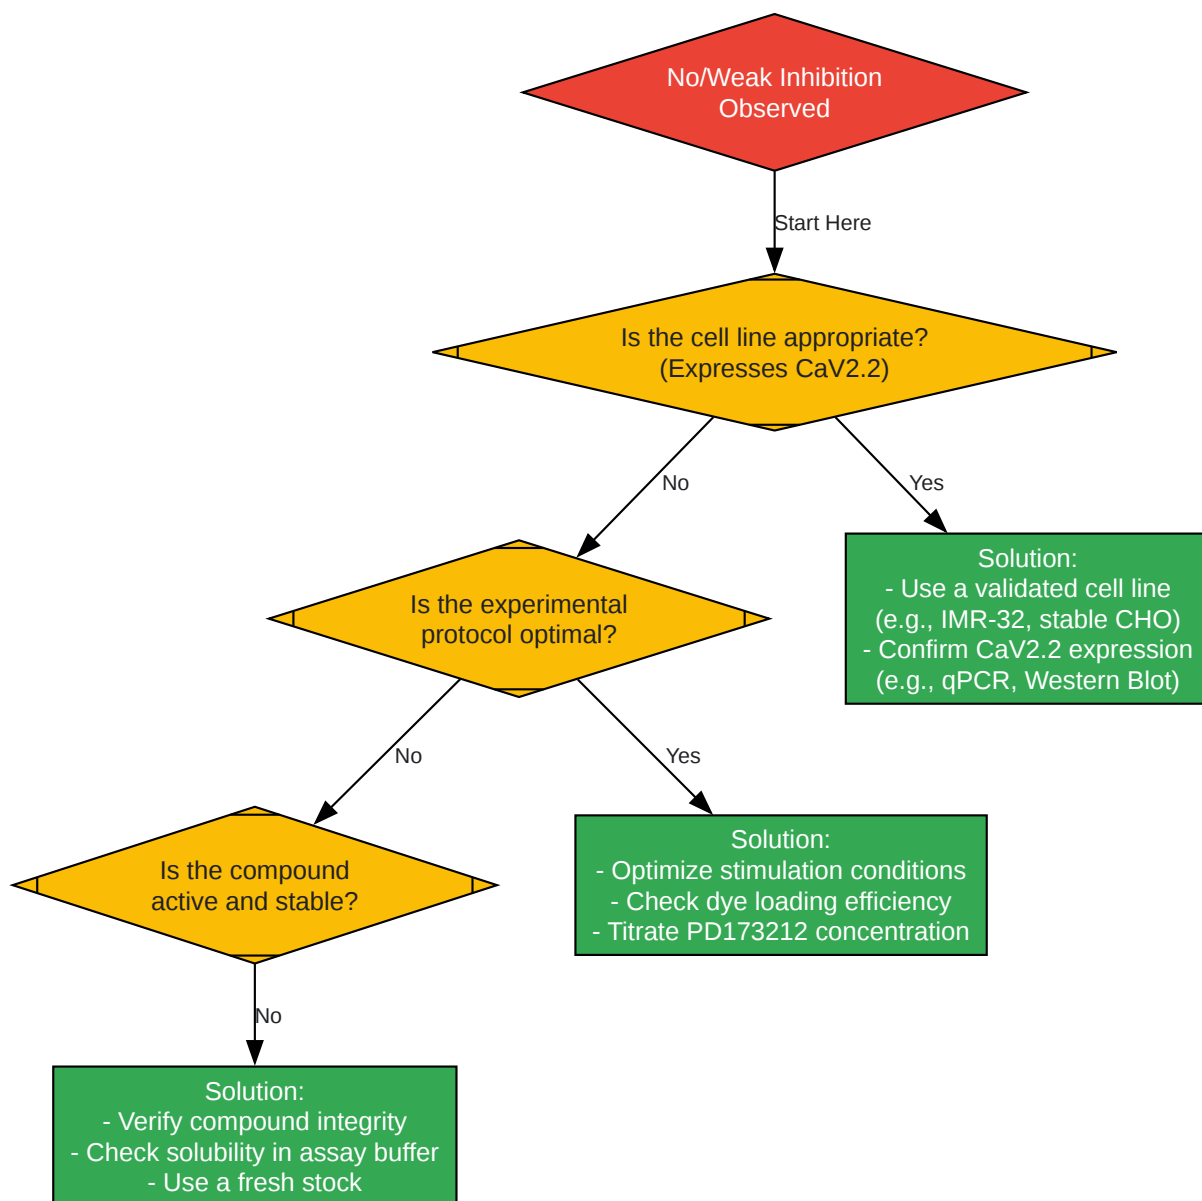 No/Weak Inhibition
Observed
Start Here
Is the cell line appropriate?
(Expresses CaV2.2)
No
Yes
Solution:
- Use a validated cell line
(e.g., IMR-32, stable CHO)
- Confirm CaV2.2 expression
(e.g., qPCR, Western Blot)
Is the experimental
protocol optimal?
No
Yes
Solution:
- Optimize stimulation conditions
- Check dye loading efficiency
- Titrate PD173212 concentration
Is the compound
active and stable?
No
Solution:
- Verify compound integrity
- Check solubility in assay buffer
- Use a fresh stock